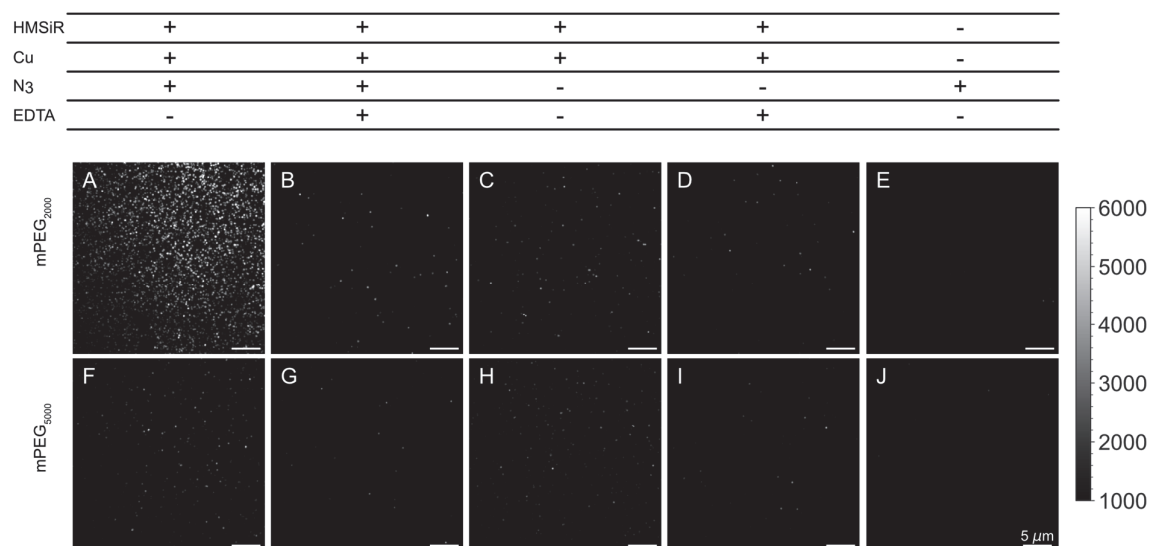 HMSiR + + + + -
Cu + + + + -
N3 + + - - +
EDTA - + - + -
mPEG2000 A B C D E
mPEG5000 F G H I J
5 μm
6000
5000
4000
3000
2000
1000